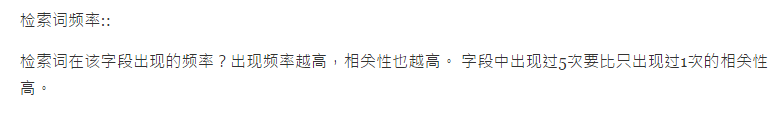 检索词频率::
检索词在该字段出现的频率？出现频率越高，相关性也越高。 字段中出现过5次要比只出现过1次的相关性
高。